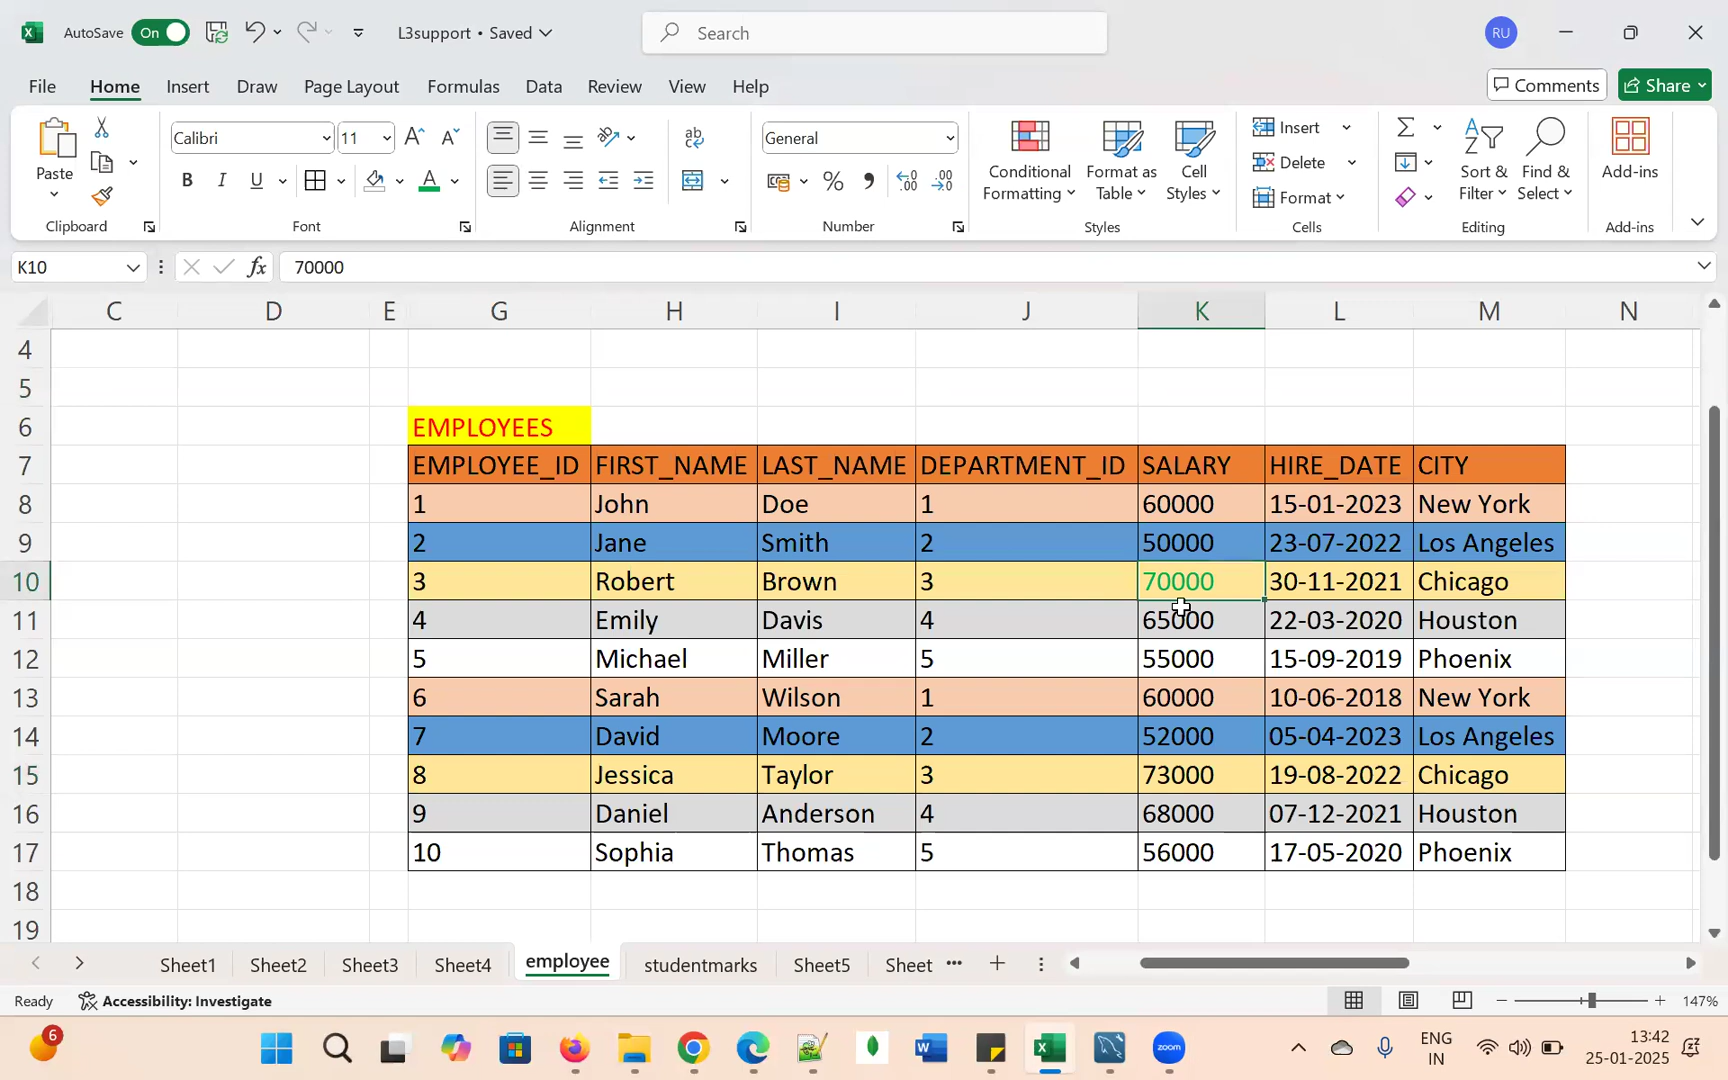 AutoSave On L3support • Saved Search RU
File Home Insert Draw Page Layout Formulas Data Review View Help Comments Share
Paste Calibri 11 B I U ab General % Conditional Formatting Format as Table Cell Styles Insert Delete Format Sort & Filter Find & Select Add-ins
Clipboard Font Alignment Number Styles Cells Editing Add-ins
K10 fx 70000
C D E G H I J K L M N
4
5
6 EMPLOYEES
7 EMPLOYEE_ID FIRST_NAME LAST_NAME DEPARTMENT_ID SALARY HIRE_DATE CITY
8 1 John Doe 1 60000 15-01-2023 New York
9 2 Jane Smith 2 50000 23-07-2022 Los Angeles
10 3 Robert Brown 3 70000 30-11-2021 Chicago
11 4 Emily Davis 4 65000 22-03-2020 Houston
12 5 Michael Miller 5 55000 15-09-2019 Phoenix
13 6 Sarah Wilson 1 60000 10-06-2018 New York
14 7 David Moore 2 52000 05-04-2023 Los Angeles
15 8 Jessica Taylor 3 73000 19-08-2022 Chicago
16 9 Daniel Anderson 4 68000 07-12-2021 Houston
17 10 Sophia Thomas 5 56000 17-05-2020 Phoenix
18
19
Sheet1 Sheet2 Sheet3 Sheet4 employee studentmarks Sheet5 Sheet ...
Ready Accessibility: Investigate 147%
6 W zoom ENG IN 13:42 25-01-2025